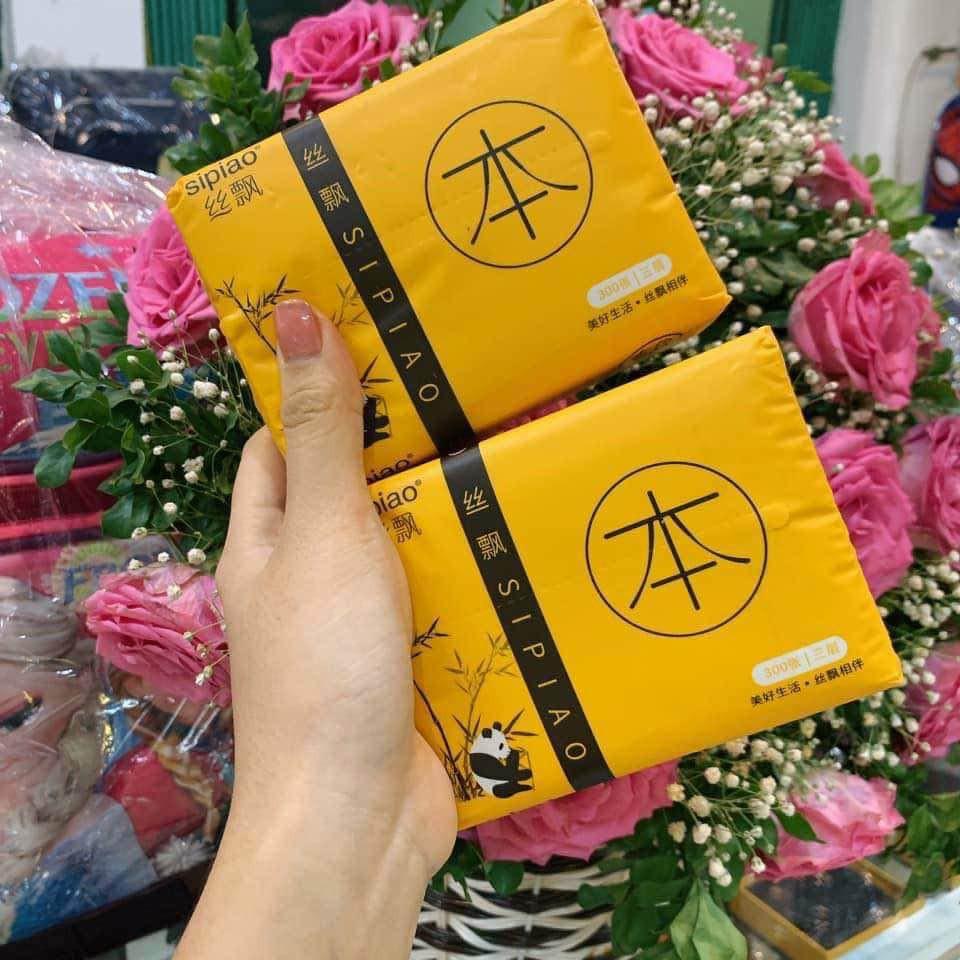 sipiao®
丝飘
丝飘 SIPIAO
本
300张 | 三层
美好生活•丝飘相伴
piao®
飘
丝飘 SIPIAO
本
300张 | 三层
美好生活•丝飘相伴